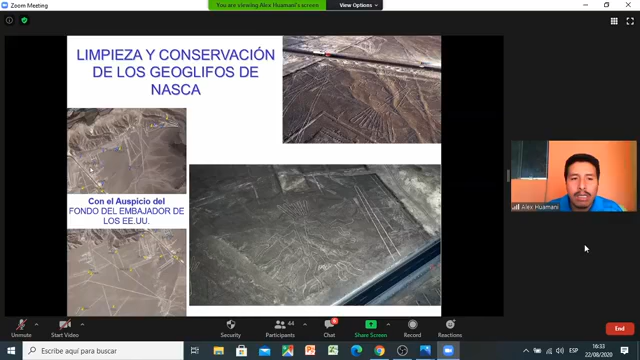 Zoom Meeting
You are viewing Alex Huamani's screen
View Options
LIMPIEZA Y CONSERVACIÓN
DE LOS GEOGLIFOS DE
NASCA
Con el Auspicio del
FONDO DEL EMBAJADOR DE
LOS EE.UU.
Alex Huamani
Unmute
Start Video
Security
Participants
44
Chat
8
Share Screen
Record
Reactions
End
Escribe aquí para buscar
ESP
16:33
22/08/2020